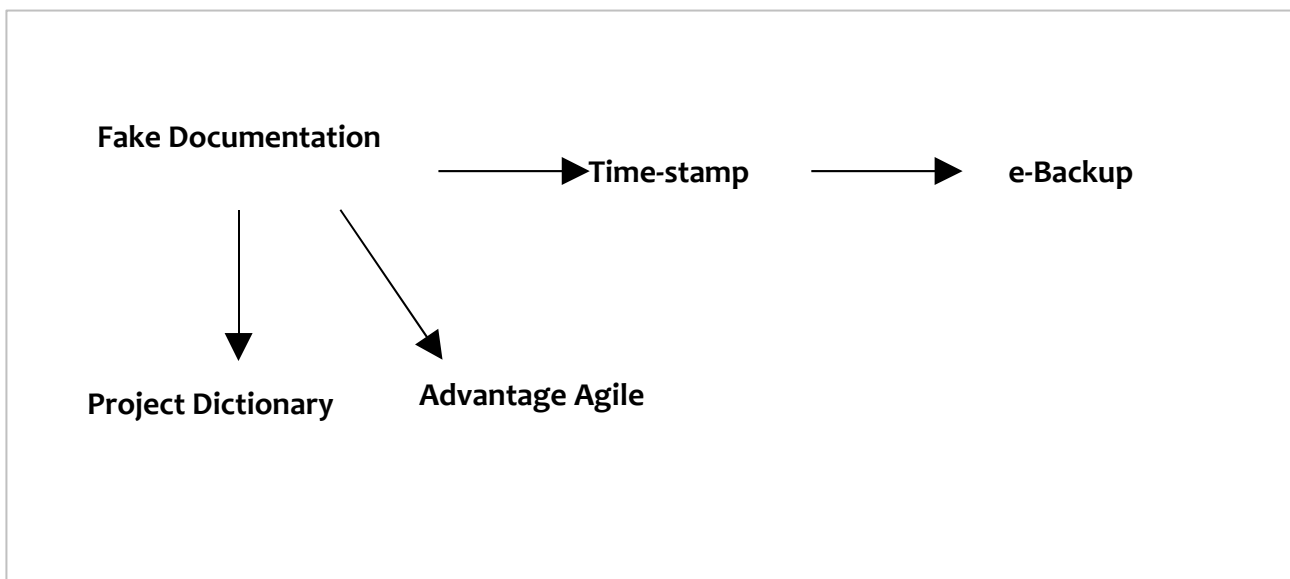 Fake Documentation
Time-stamp
e-Backup
Project Dictionary
Advantage Agile